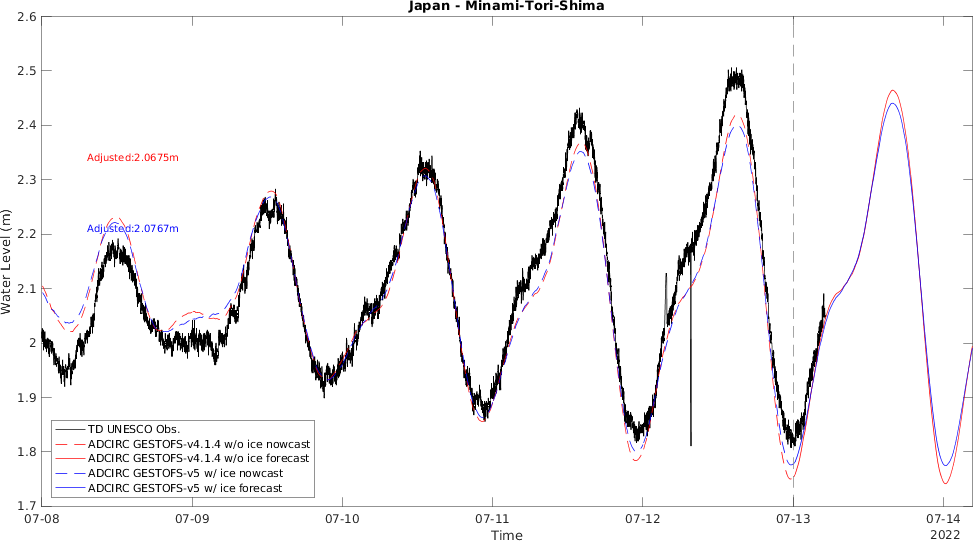 Japan - Minami-Tori-Shima
Water Level (m)
2.6
2.5
2.4
2.3
2.2
2.1
2
1.9
1.8
1.7
Adjusted:2.0675m
Adjusted:2.0767m
TD UNESCO Obs.
ADCIRC GESTOFS-v4.1.4 w/o ice nowcast
ADCIRC GESTOFS-v4.1.4 w/o ice forecast
ADCIRC GESTOFS-v5 w/ ice nowcast
ADCIRC GESTOFS-v5 w/ ice forecast
07-08 07-09 07-10 07-11 07-12 07-13 07-14
Time
2022